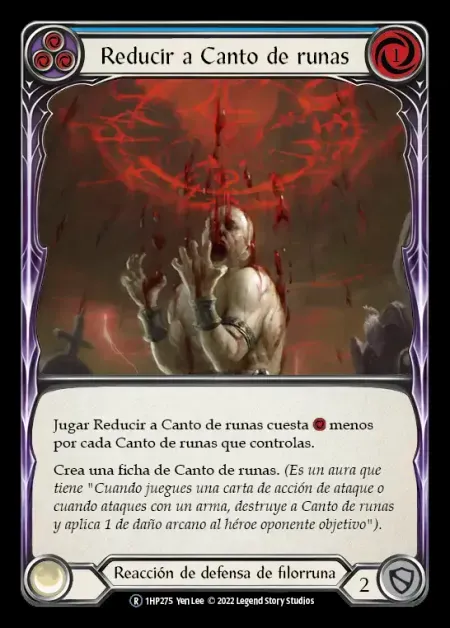 Reducir a Canto de runas
1
Jugar Reducir a Canto de runas cuesta menos
por cada Canto de runas que controlas.
Crea una ficha de Canto de runas. (Es un aura que
tiene "Cuando juegues una carta de acción de ataque o
cuando ataques con un arma, destruye a Canto de runas
y aplica 1 de daño arcano al héroe oponente objetivo").
Reacción de defensa de filorruna
2
R 1HP275 Yen Lee © 2022 Legend Story Studios